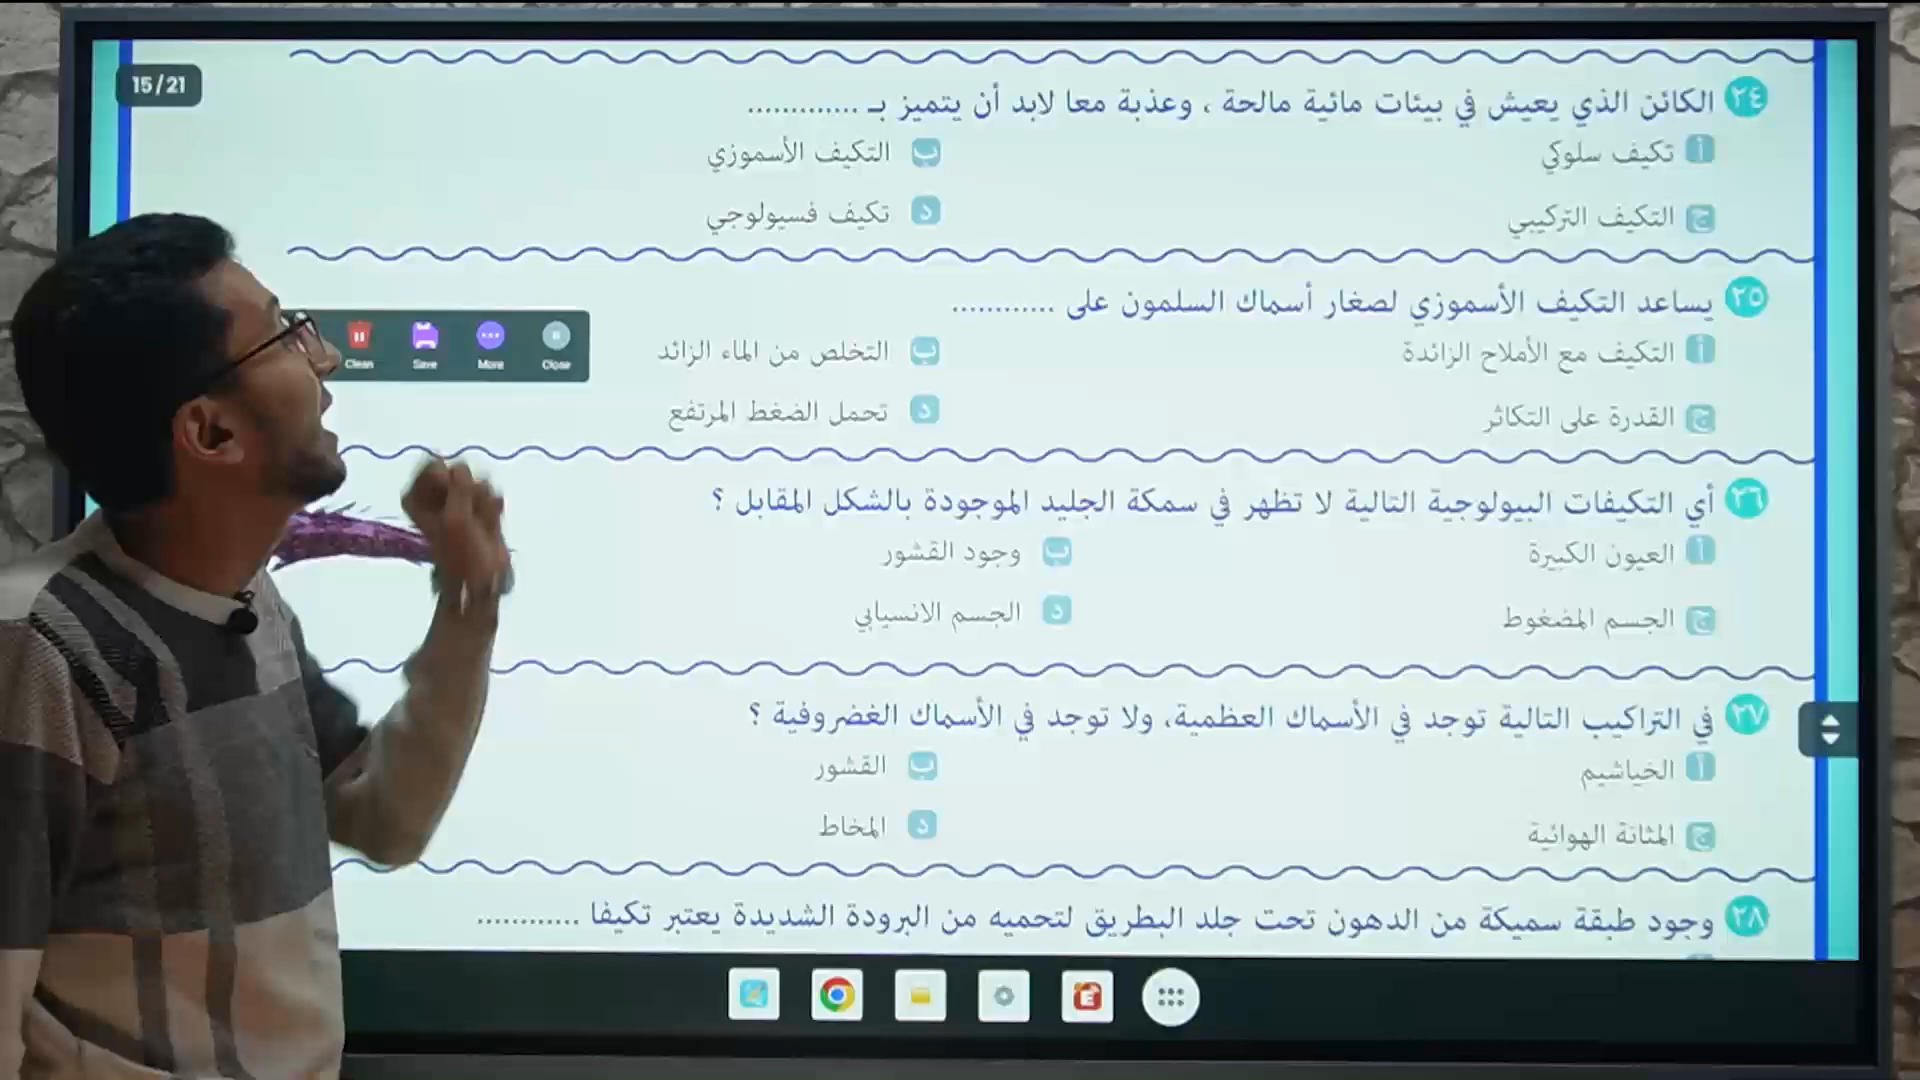 15/21
٢٤ الكائن الذي يعيش في بيئات مائية مالحة ، وعذبة معا لابد أن يتميز بـ .............
أ تكيف سلوكي
ب التكيف الأسموزي
ج التكيف التركيبي
د تكيف فسيولوجي
٢٥ يساعد التكيف الأسموزي لصغار أسماك السلمون على ............
أ التكيف مع الأملاح الزائدة
ب التخلص من الماء الزائد
ج القدرة على التكاثر
د تحمل الضغط المرتفع
Clean Save More Close
٢٦ أي التكيفات البيولوجية التالية لا تظهر في سمكة الجليد الموجودة بالشكل المقابل ؟
أ العيون الكبيرة
ب وجود القشور
ج الجسم المضغوط
د الجسم الانسيابي
٢٧ في التراكيب التالية توجد في الأسماك العظمية، ولا توجد في الأسماك الغضروفية ؟
أ الخياشيم
ب القشور
ج المثانة الهوائية
د المخاط
٢٨ وجود طبقة سميكة من الدهون تحت جلد البطريق لتحميه من البرودة الشديدة يعتبر تكيفا ............